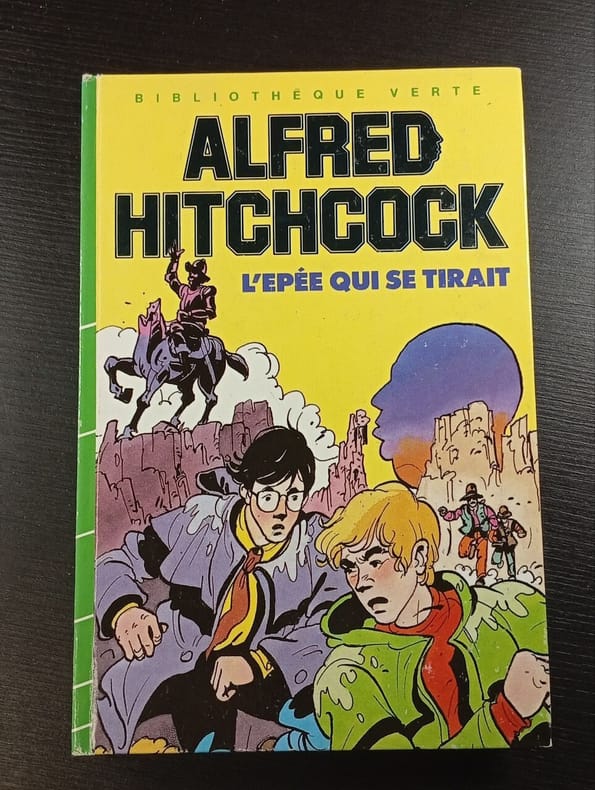 BIBLIOTHÈQUE VERTE
ALFRED
HITCHCOCK
L'EPÉE QUI SE TIRAIT